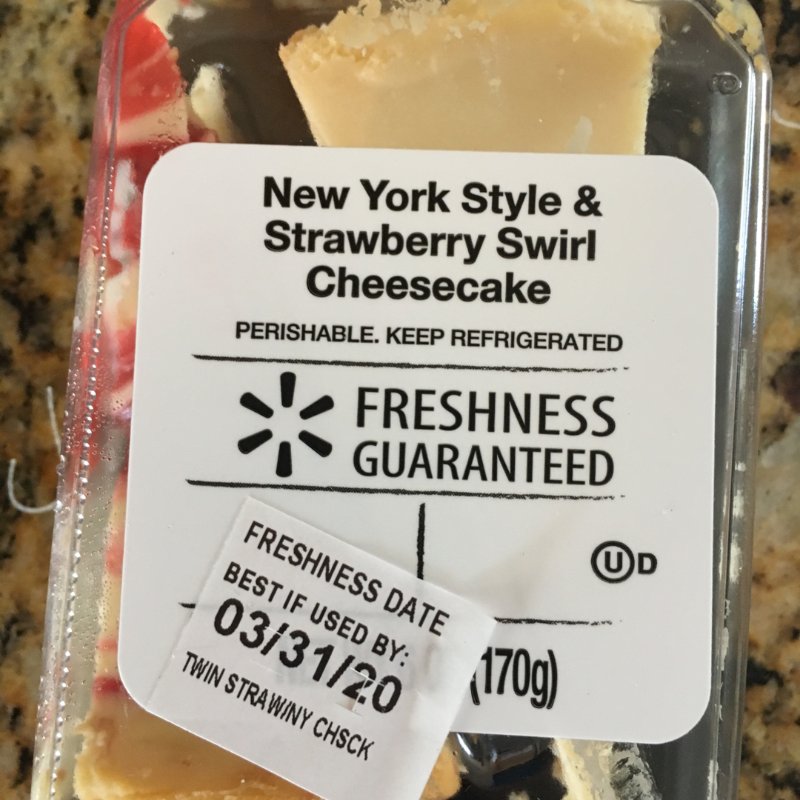 New York Style &
Strawberry Swirl
Cheesecake
PERISHABLE. KEEP REFRIGERATED
FRESHNESS
GUARANTEED
U D
FRESHNESS DATE
BEST IF USED BY:
03/31/20
TWIN STRAW/NY CHSCK
(170g)